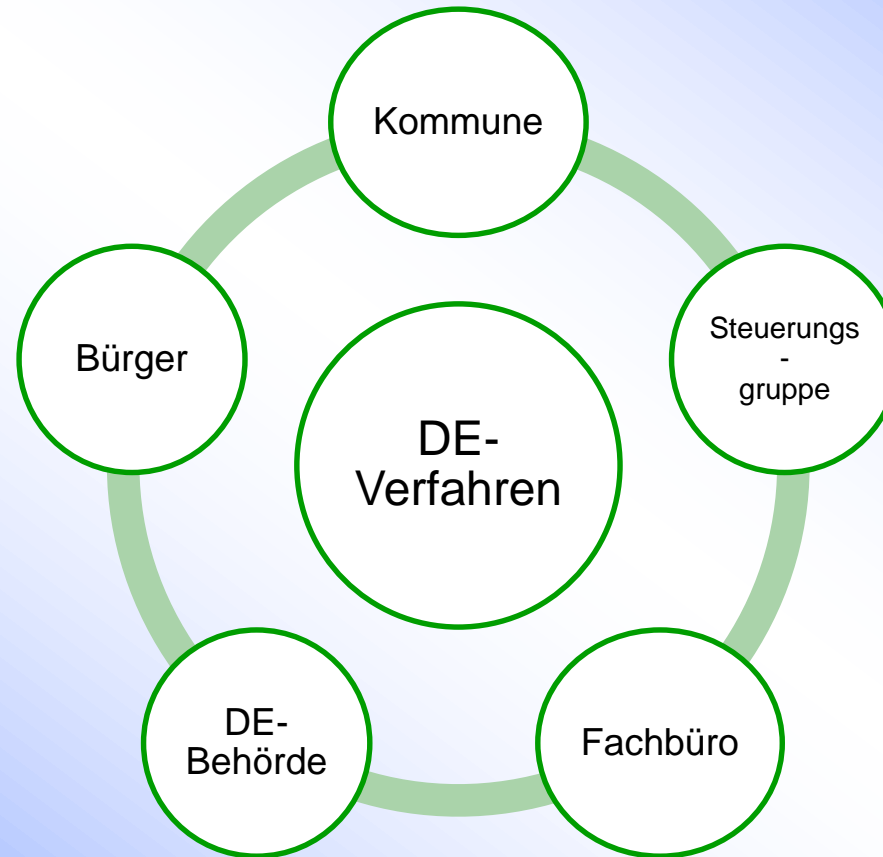 Kommune
Bürger
Steuerungs
-
gruppe
DE-
Verfahren
DE-
Behörde
Fachbüro